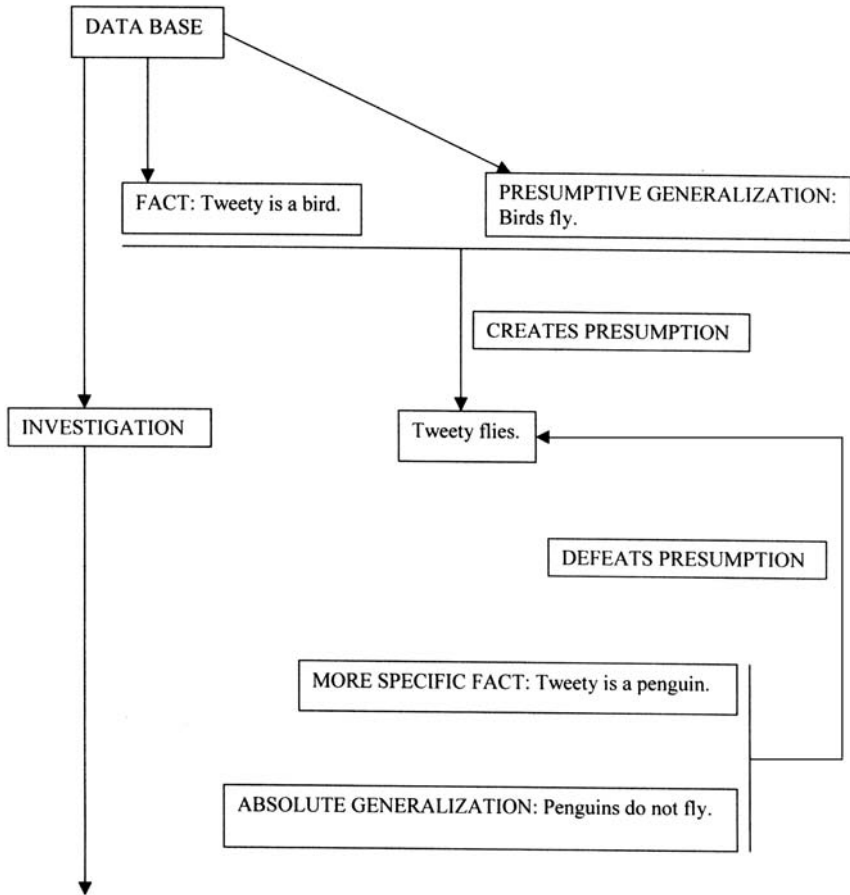 DATA BASE
FACT: Tweety is a bird.
PRESUMPTIVE GENERALIZATION:
Birds fly.
CREATES PRESUMPTION
INVESTIGATION
Tweety flies.
DEFEATS PRESUMPTION
MORE SPECIFIC FACT: Tweety is a penguin.
ABSOLUTE GENERALIZATION: Penguins do not fly.